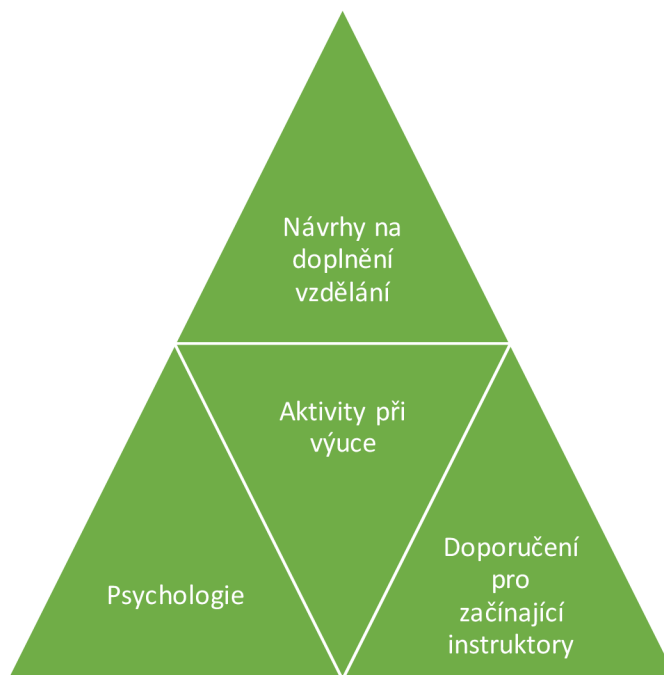 Návrhy na
doplnění
vzdělání
Aktivity při
výuce
Psychologie
Doporučení
pro
začínající
instruktory